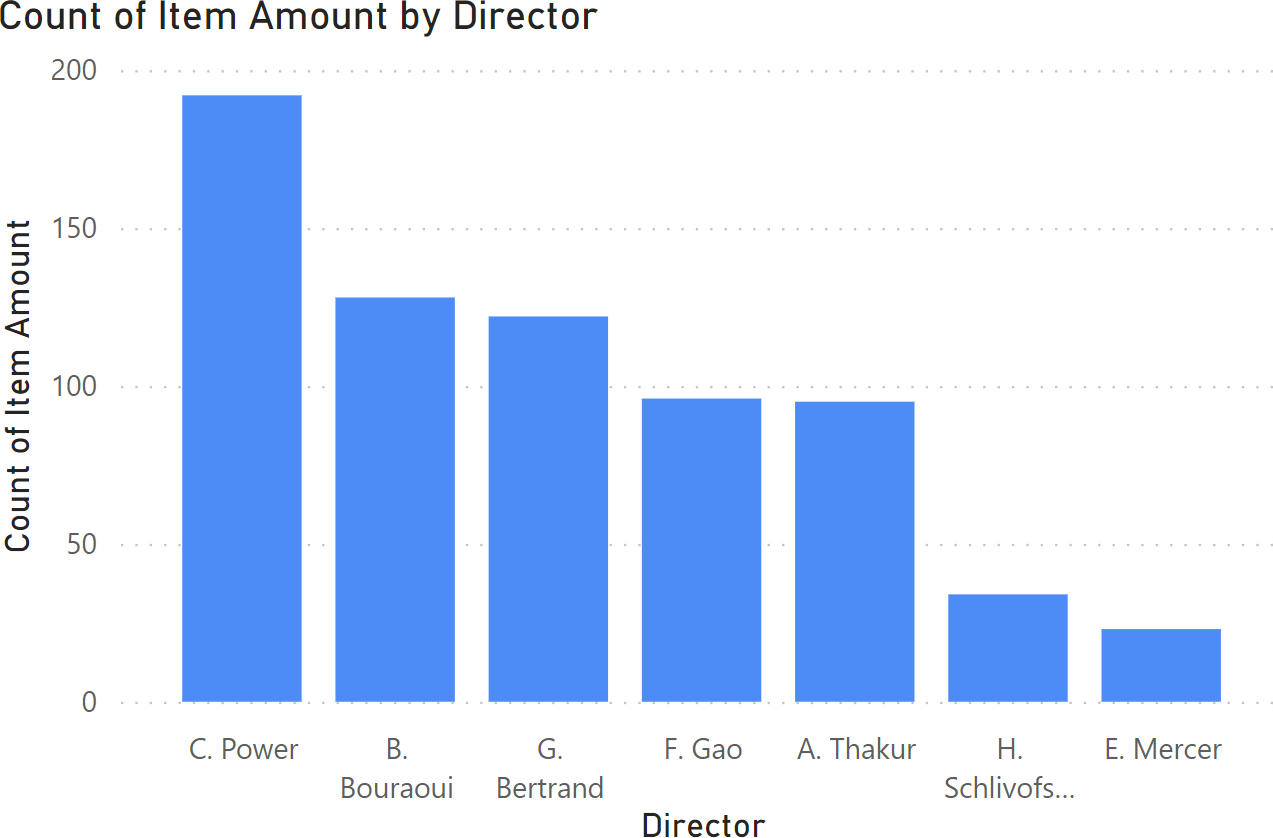 Count of Item Amount by Director
200
150
100
50
0
Count of Item Amount
C. Power
B.
Bouraoui
G.
Bertrand
F. Gao
A. Thakur
H.
Schlivofs...
E. Mercer
Director